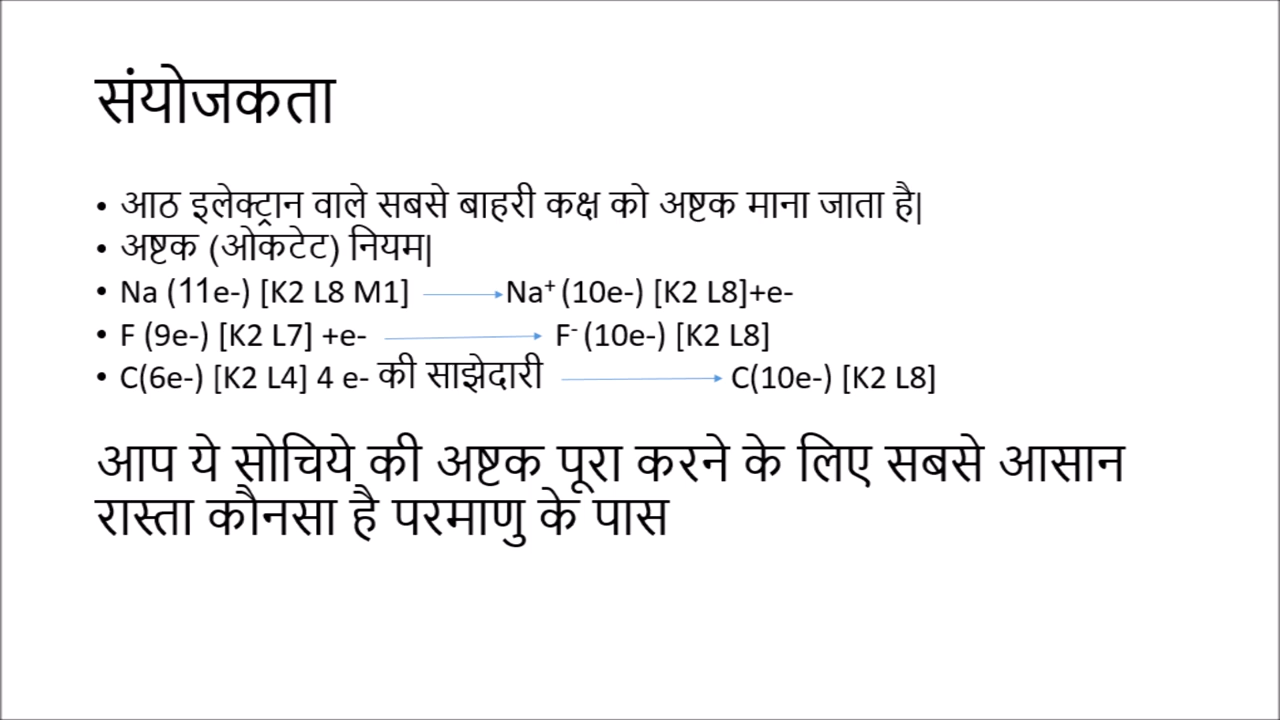 संयोजकता
• आठ इलेक्ट्रान वाले सबसे बाहरी कक्ष को अष्टक माना जाता है|
• अष्टक (ओकटेट) नियम|
• Na (11e-) [K2 L8 M1] → Na⁺ (10e-) [K2 L8]+e-
• F (9e-) [K2 L7] +e- → F⁻ (10e-) [K2 L8]
• C(6e-) [K2 L4] 4 e- की साझेदारी → C(10e-) [K2 L8]
आप ये सोचिये की अष्टक पूरा करने के लिए सबसे आसान
रास्ता कौनसा है परमाणु के पास